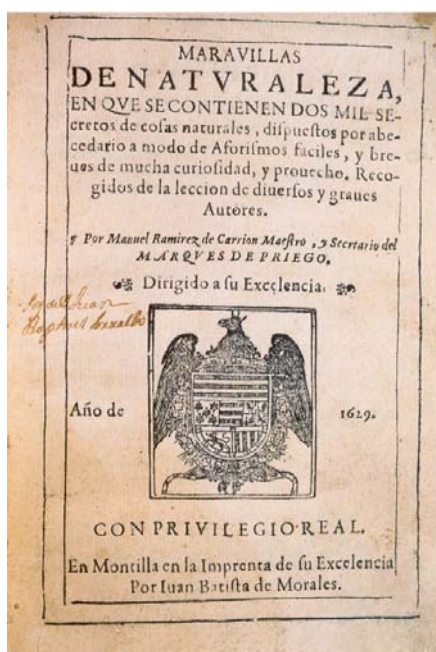 MARAVILLAS
DE NATVRALEZA,
EN QVE SE CONTIENEN DOS MIL SE-
cretos de cosas naturales, dispuestos por abe-
cedario a modo de Aforismos faciles, y bre-
ues de mucha curiosidad, y prouecho. Reco-
gidos de la leccion de diuersos y graues
Autores.
Por Manuel Ramirez de Carrion Maestro, y Secretario del
MARQVES DE PRIEGO.
Dirigido a su Excelencia.
Juan
Año de 1629.
CON PRIVILEGIO REAL.
En Montilla en la Imprenta de su Excelencia
Por Iuan Batista de Morales.